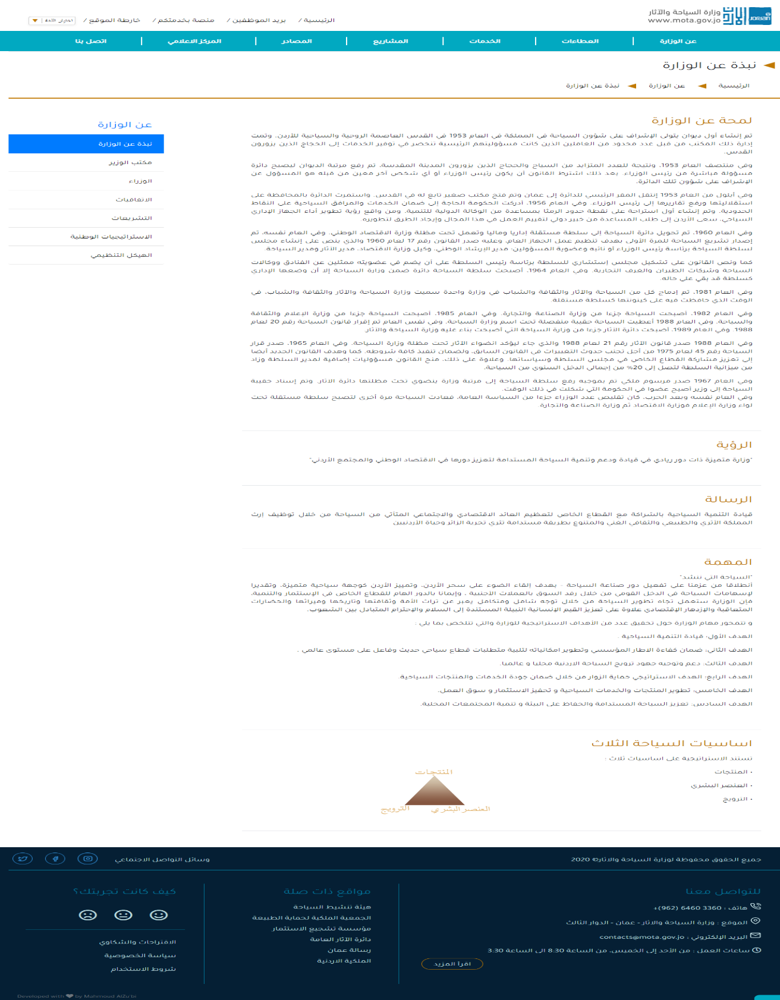 وزارة السياحة والآثار
www.mota.gov.jo
JORDAN
الرئيسية /
بريد الموظفين /
منصة بخدمتكم /
خارطة الموقع /
اختيار اللغة
عن الوزارة
العطاءات
الخدمات
المشاريع
المصادر
المركز الاعلامي
اتصل بنا
نبذة عن الوزارة
الرئيسية
عن الوزارة
نبذة عن الوزارة
لمحة عن الوزارة
تم إنشاء أول ديوان يتولى الإشراف على شؤون السياحة في المملكة في العام 1953 في القدس العاصمة الروحية والسياحية للأردن. وتمت
إدارة ذلك المكتب من قبل عدد محدود من العاملين الذين كانت مسؤوليتهم الرئيسية تنحصر في توفير الخدمات إلى الحجاج الذين يزورون
القدس.
وفي منتصف العام 1953، ونتيجة للعدد المتزايد من السياح والحجاج الذين يزورون المدينة المقدسة، تم رفع مرتبة الديوان ليصبح دائرة
مسؤولة مباشرة من رئيس الوزراء. بعد ذلك اشترط القانون أن يكون رئيس الوزراء أو أي شخص آخر معين من قبله هو المسؤول عن
الإشراف على شؤون تلك الدائرة.
وفي أيلول من العام 1953 إنتقل المقر الرئيسي للدائرة إلى عمان وتم فتح مكتب صغير تابع له في القدس. واستمرت الدائرة بالمحافظة على
استقلاليتها ورفع تقاريرها إلى رئيس الوزراء. وفي العام 1956، أدركت الحكومة الحاجة إلى ضمان الخدمات والمرافق السياحية على النقاط
الحدودية، وتم إنشاء أول استراحة على نقطة حدود الرمثا بمساعدة من الوكالة الدولية للتنمية. ومن واقع رؤية تطوير أداء الجهاز الإداري
السياحي، سعى الأردن إلى طلب المساعدة من خبير دولي لتقييم العمل في هذا المجال وإيجاد الطرق لتطويره.
وفي العام 1960، تم تحويل دائرة السياحة إلى سلطة مستقلة إداريا وماليا وتعمل تحت مظلة وزارة الاقتصاد الوطني. وفي العام نفسه، تم
إصدار تشريع السياحة للمرة الأولى بهدف تنظيم عمل الجهاز العام، وعليه صدر القانون رقم 17 لعام 1960 والذي ينص على إنشاء مجلس
لسلطة السياحة برئاسة رئيس الوزراء أو نائبه وعضوية المسؤولين؛ مدير الإرشاد الوطني، وكيل وزارة الاقتصاد، مدير الآثار ومدير السياحة.
كما ونص القانون على تشكيل مجلس إستشاري للسلطة برئاسة رئيس السلطة على أن يضم في عضويته ممثلين عن الفنادق ووكالات
السياحة وشركات الطيران والغرف التجارية. وفي العام 1964، أصبحت سلطة السياحة دائرة ضمن وزارة السياحة إلا أن وضعها الإداري
كسلطة قد بقي على حاله.
وفي العام 1981، تم إدماج كل من السياحة والآثار والثقافة والشباب في وزارة واحدة سميت وزارة السياحة والآثار والثقافة والشباب، في
الوقت الذي حافظت فيه على كينونتها كسلطة مستقلة.
وفي العام 1982، أصبحت السياحة جزءا من وزارة الصناعة والتجارة. وفي العام 1985، أصبحت السياحة جزءا من وزارة الإعلام والثقافة
والسياحة. وفي العام 1988 أعطيت السياحة حقيبة منفصلة تحت اسم وزارة السياحة. وفي نفس العام تم إقرار قانون السياحة رقم 20 لعام
1988. وفي العام 1989، أصبحت دائرة الآثار جزءا من وزارة السياحة التي أصبحت بناء عليه وزارة السياحة والآثار.
وفي العام 1988 صدر قانون الآثار رقم 21 لعام 1988 والذي جاء ليؤكد انضواء الآثار تحت مظلة وزارة السياحة. وفي العام 1965، صدر قرار
السياحة رقم 45 لعام 1975 من أجل تجنب حدوث التغييرات في القانون السابق، ولضمان تنفيذ كافة شروطه، كما وهدف القانون الجديد أيضا
إلى تعزيز مشاركة القطاع الخاص في مجلس السلطة وسياساتها. وعلاوة على ذلك، منح القانون مسؤوليات إضافية لمدير السلطة وزاد
من ميزانية السلطة لتصل إلى 20% من إجمالي الدخل السنوي من السياحة.
وفي العام 1967 صدر مرسوم ملكي تم بموجبه رفع سلطة السياحة إلى مرتبة وزارة ينضوي تحت مظلتها دائرة الآثار. وتم إسناد حقيبة
السياحة إلى وزير أصبح عضوا في الحكومة التي شكلت في ذلك الوقت.
وفي العام نفسه وبعد الحرب، كان تقليص عدد الوزراء جزءا من السياسة العامة، فعادت السياحة مرة أخرى لتصبح سلطة مستقلة تحت
لواء وزارة الإعلام فوزارة الاقتصاد ثم وزارة الصناعة والتجارة.
عن الوزارة
نبذة عن الوزارة
مكتب الوزير
الوزراء
الاتفاقيات
التشريعات
الاستراتيجيات الوطنية
الهيكل التنظيمي
الرؤية
"وزارة متميزة ذات دور ريادي في قيادة ودعم وتنمية السياحة المستدامة لتعزيز دورها في الاقتصاد الوطني والمجتمع الأردني"
الرسالة
قيادة التنمية السياحية بالشراكة مع القطاع الخاص لتعظيم العائد الاقتصادي والاجتماعي المتأتي من السياحة من خلال توظيف إرث
المملكة الأثري والطبيعي والثقافي الغني والمتنوع بطريقة مستدامة تثري تجربة الزائر وحياة الأردنيين
المهمة
"السياحة التي ننشد"
أنطلاقا من عزمنا على تفعيل دور صناعة السياحة - بهدف إلقاء الضوء على سحر الأردن، وتمييز الأردن كوجهة سياحية متميزة، وتقديرا
لإسهامات السياحة في الدخل القومي من خلال رفد السوق بالعملات الأجنبية ، وإيمانا بالدور الهام للقطاع الخاص في الإستثمار والتنمية،
فإن الوزارة ستعمل تجاه تطوير السياحة من خلال توجه شامل ومتكامل يعبر عن تراث الأمة وثقافتها وتاريخها وميراثها والحضارات
المتعاقبة والإزدهار الإقتصادي علاوة على تعزيز القيم الإنسانية النبيلة المستندة إلى السلام والإحترام المتبادل بين الشعوب.
و تتمحور مهام الوزارة حول تحقيق عدد من الأهداف الاستراتيجية للوزارة والتي تتلخص بما يلي :
الهدف الأول: قيادة التنمية السياحية .
الهدف الثاني: ضمان كفاءة الاطار المؤسسي وتطوير امكانياته لتلبية متطلبات قطاع سياحي حديث وفاعل على مستوى عالمي .
الهدف الثالث: دعم وتوجيه جهود ترويج السياحة الاردنية محليا و عالميا.
الهدف الرابع: الهدف الاستراتيجي حماية الزوار من خلال ضمان جودة الخدمات والمنتجات السياحية.
الهدف الخامس: تطوير المنتجات والخدمات السياحية و تحفيز الاستثمار و سوق العمل.
الهدف السادس: تعزيز السياحة المستدامة والحفاظ على البيئة و تنمية المجتمعات المحلية.
اساسيات السياحة الثلاث
تستند الاستراتيجية على اساسيات ثلاث :
• المنتجات
• العنصر البشري
• الترويج
المنتجات
العنصر البشري
الترويج
جميع الحقوق محفوظة لوزارة السياحة والاثار© 2020
وسائل التواصل الاجتماعي
للتواصل معنا
هاتف : 3360 6460 (962)+
الموقع : وزارة السياحة والاثار - عمان - الدوار الثالث
البريد الإلكتروني : contacts@mota.gov.jo
ساعات العمل : من الأحد إلى الخميس، من الساعة 8:30 الى الساعة 3:30
اقرأ المزيد
مواقع ذات صلة
هيئة تنشيط السياحة
الجمعية الملكية لحماية الطبيعة
مؤسسة تشجيع الاستثمار
دائرة الآثار العامة
رسالة عمان
الملكية الاردنية
كيف كانت تجربتك؟
الاقتراحات والشكاوي
سياسة الخصوصية
شروط الاستخدام
Developed with ❤ by Mahmoud AlZu'bi